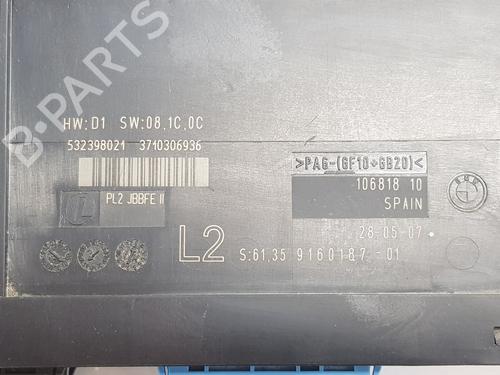 B-PARTS
HW:D1 SW:08,1C,0C
532398021 3710306936
>PA6-(GF10+GB20)<
PL2 JBBFE II
106818 10
SPAIN
28-05-07
L2
S:61,35 9160187-01